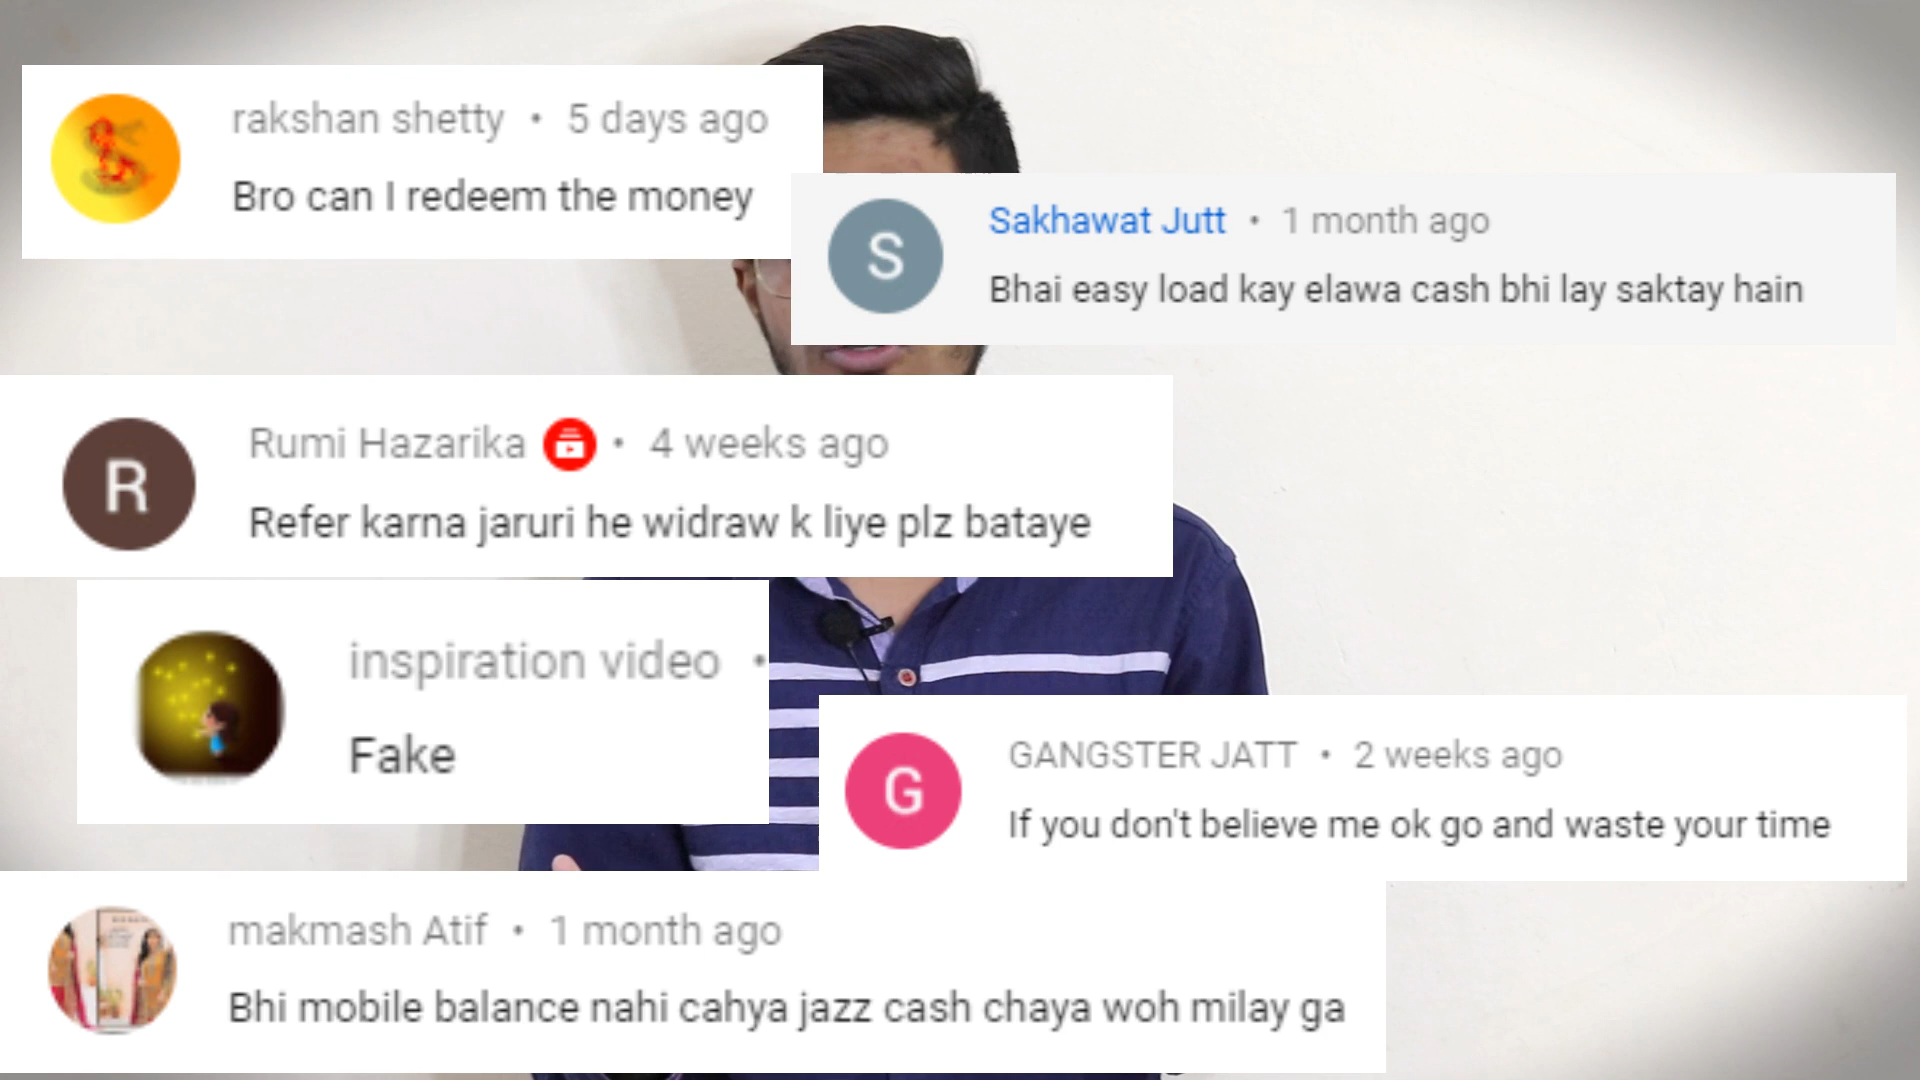 rakshan shetty • 5 days ago
Bro can I redeem the money
S
Sakhawat Jutt • 1 month ago
Bhai easy load kay elawa cash bhi lay saktay hain
R
Rumi Hazarika • 4 weeks ago
Refer karna jaruri he widraw k liye plz bataye
inspiration video •
Fake
G
GANGSTER JATT • 2 weeks ago
If you don't believe me ok go and waste your time
makmash Atif • 1 month ago
Bhi mobile balance nahi cahya jazz cash chaya woh milay ga